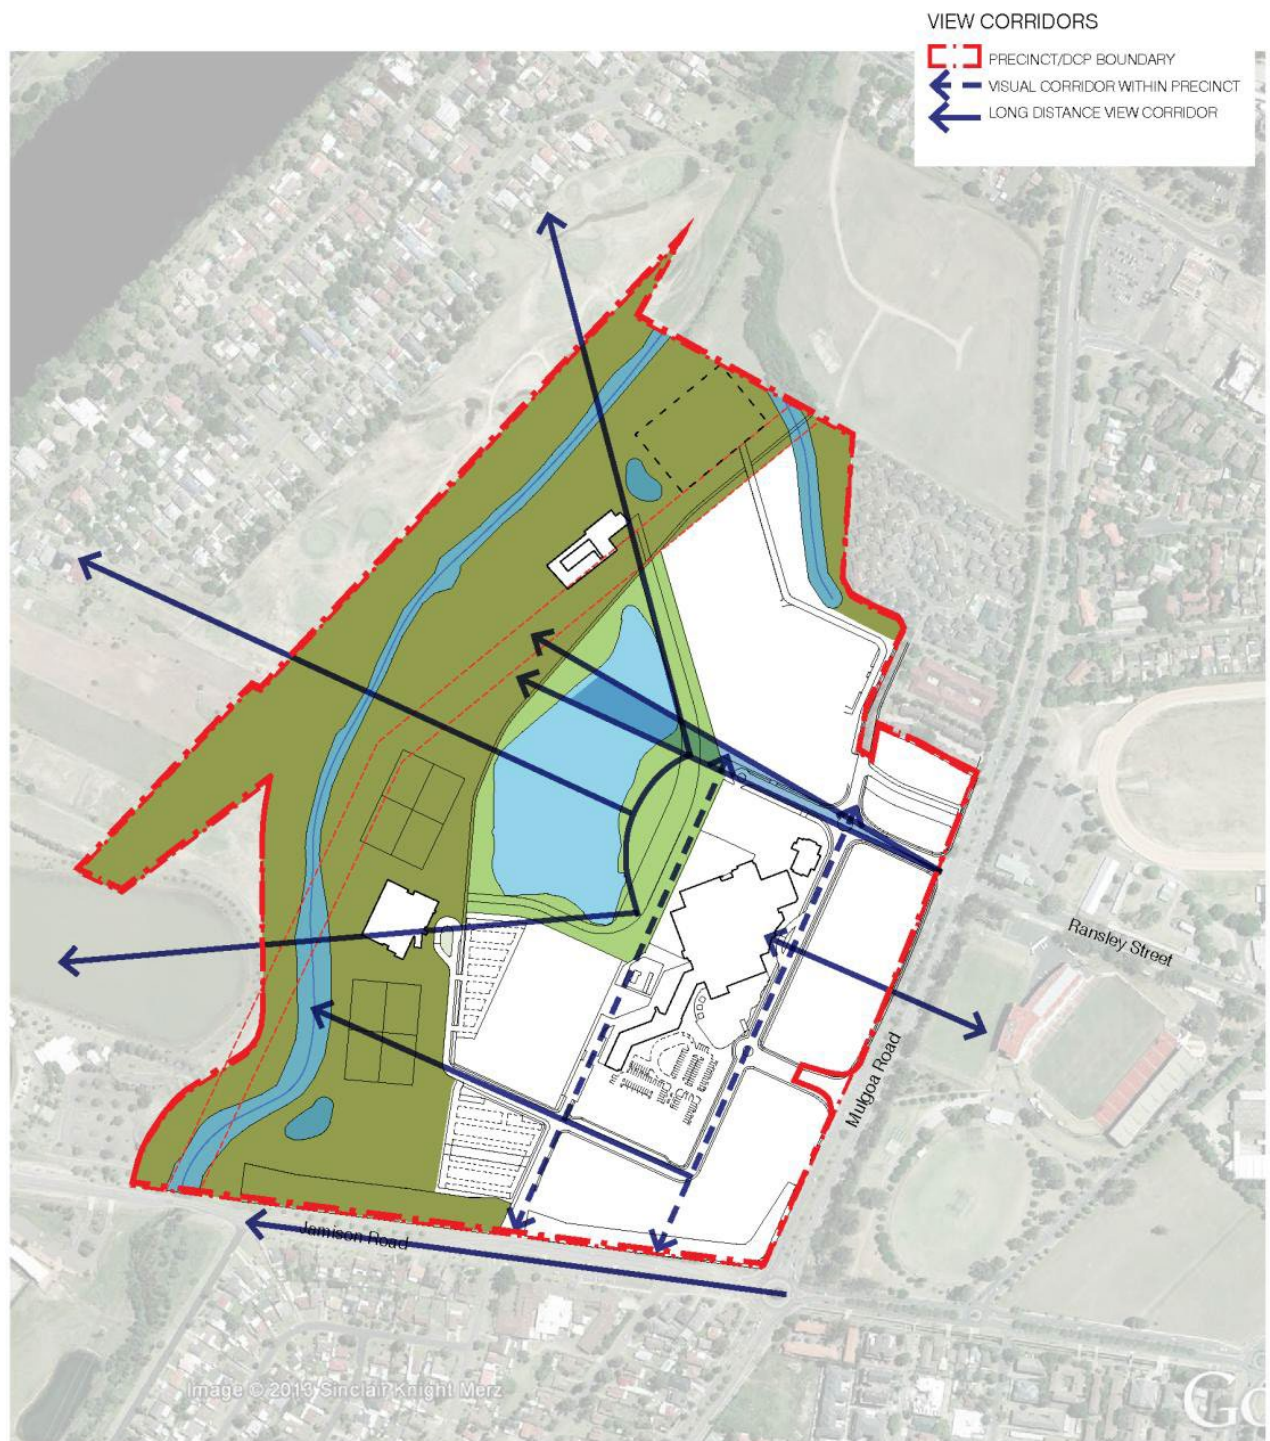 VIEW CORRIDORS
PRECINCT/DCP BOUNDARY
VISUAL CORRIDOR WITHIN PRECINCT
LONG DISTANCE VIEW CORRIDOR
Ransley Street
Mulgoa Road
Jamison Road
Image © 2013 Sinclair Knight Merz
Go